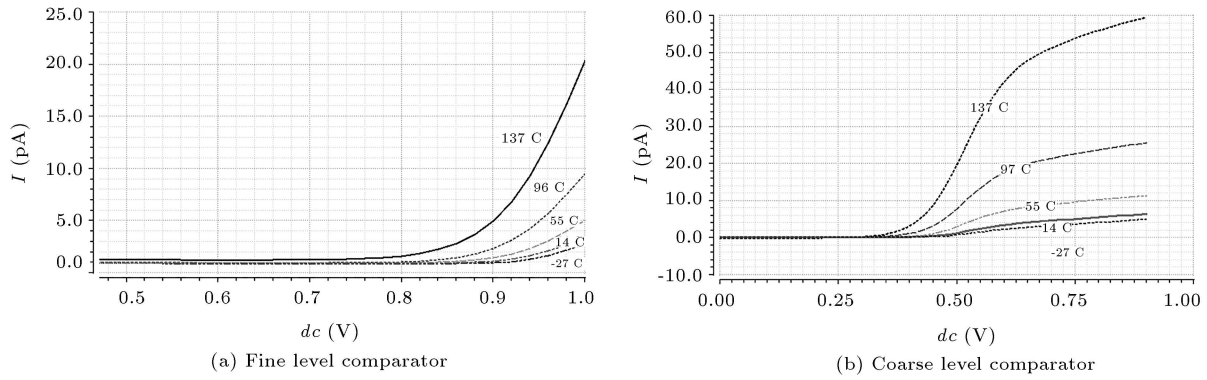 25.0
20.0
15.0
10.0
5.0
0.0
I (pA)
137 C
96 C
55 C
14 C
-27 C
0.5 0.6 0.7 0.8 0.9 1.0
dc (V)
(a) Fine level comparator
60.0
50.0
40.0
30.0
20.0
10.0
0.0
-10.0
I (pA)
137 C
97 C
55 C
14 C
-27 C
0.00 0.25 0.50 0.75 1.00
dc (V)
(b) Coarse level comparator